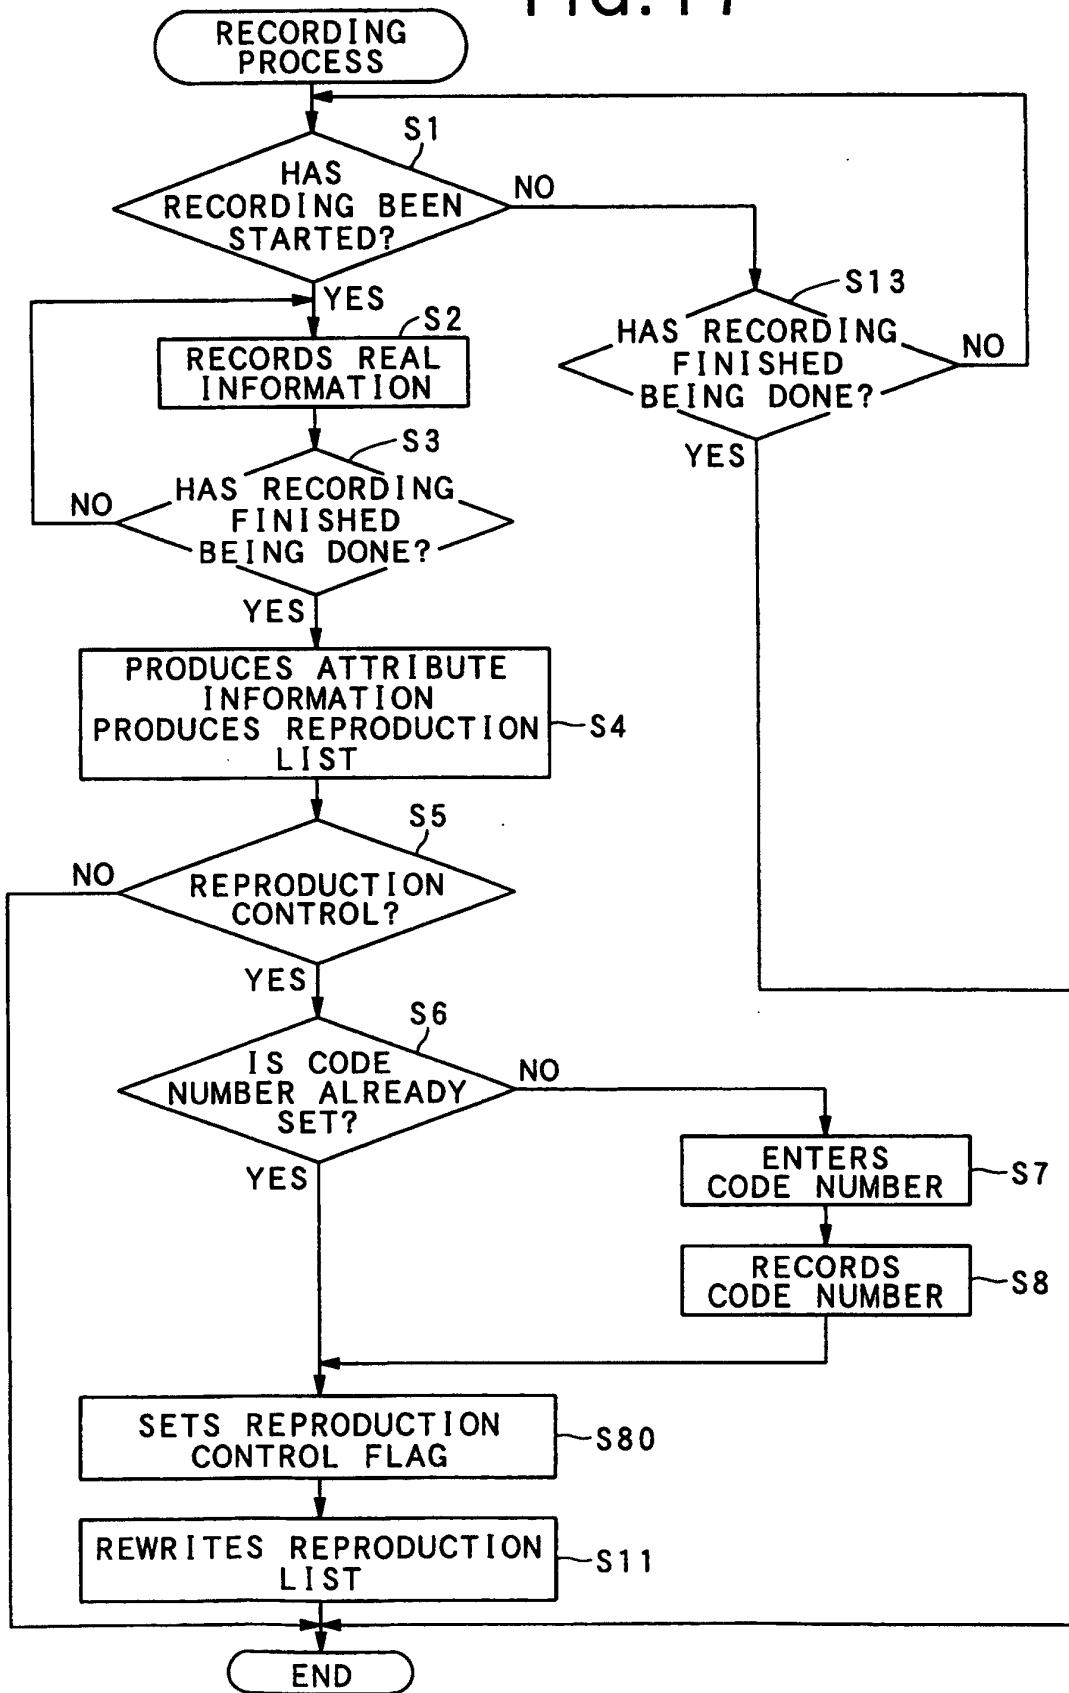 FIG.17
RECORDING
PROCESS
S1
HAS
RECORDING BEEN
STARTED?
NO
YES
S13
HAS RECORDING
FINISHED
BEING DONE?
NO
YES
S2
RECORDS REAL
INFORMATION
S3
HAS RECORDING
FINISHED
BEING DONE?
NO
YES
PRODUCES ATTRIBUTE
INFORMATION
PRODUCES REPRODUCTION
LIST
S4
S5
REPRODUCTION
CONTROL?
NO
YES
S6
IS CODE
NUMBER ALREADY
SET?
NO
YES
ENTERS
CODE NUMBER
S7
RECORDS
CODE NUMBER
S8
SETS REPRODUCTION
CONTROL FLAG
S80
REWRITES REPRODUCTION
LIST
S11
END